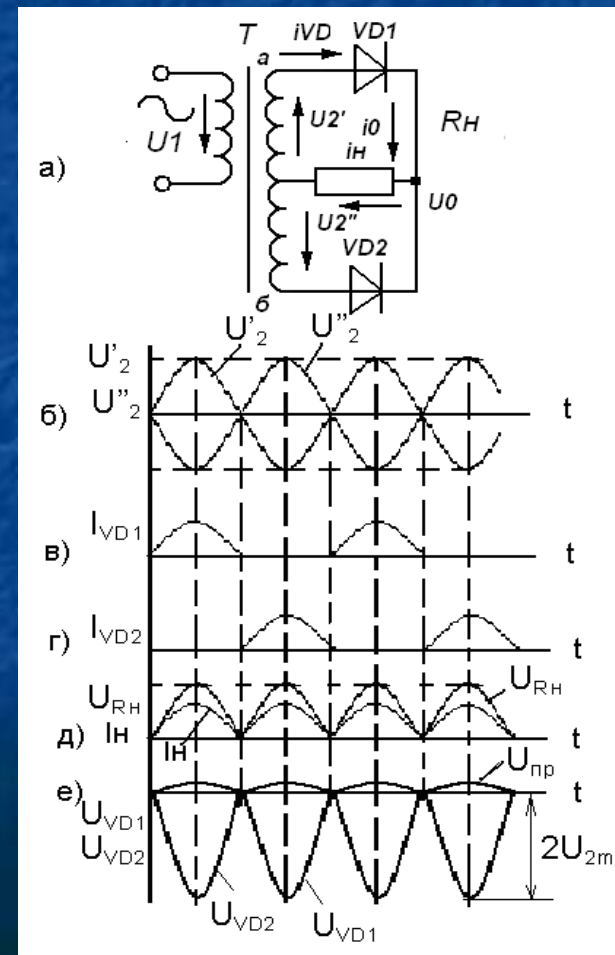 T a iVD VD1
U1 U2' i0 Rн
а) iн
U2" U0
VD2
б
U'2 U"2
U'2
U"2 t
б)
IVD1
в) t
IVD2
г) t
URн URн
д) Iн Iн t
Uпр
е) t
UVD1
UVD2 2U2m
UVD2 UVD1